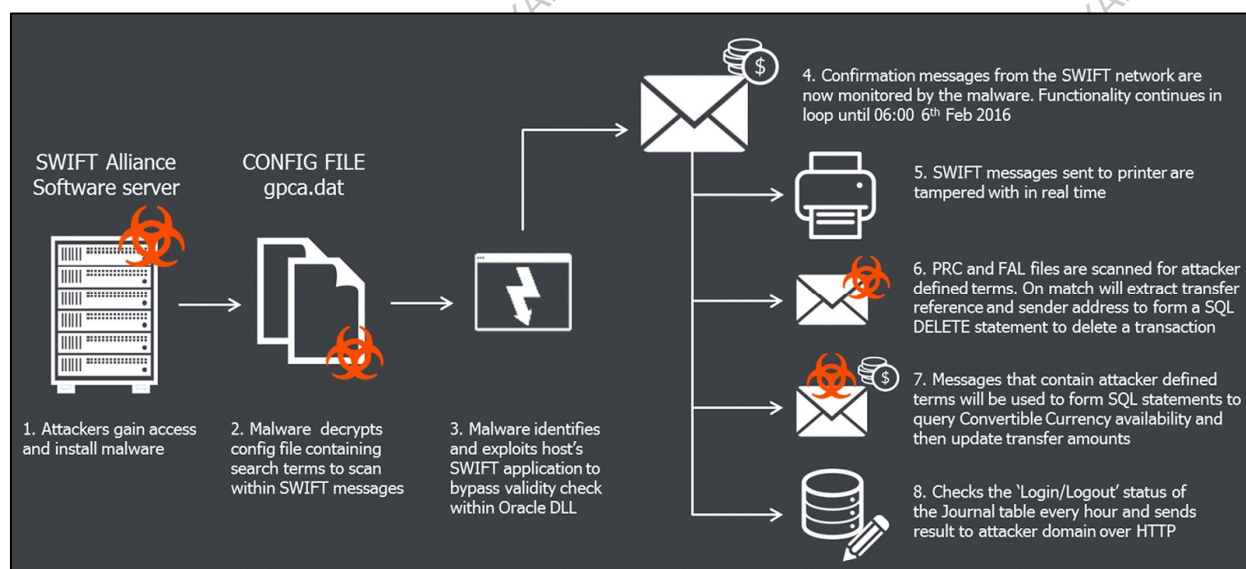 SWIFT Alliance
Software server
1. Attackers gain access
and install malware
CONFIG FILE
gpca.dat
2. Malware decrypts
config file containing
search terms to scan
within SWIFT messages
3. Malware identifies
and exploits host's
SWIFT application to
bypass validity check
within Oracle DLL
$
4. Confirmation messages from the SWIFT network are
now monitored by the malware. Functionality continues in
loop until 06:00 6th Feb 2016
5. SWIFT messages sent to printer are
tampered with in real time
6. PRC and FAL files are scanned for attacker
defined terms. On match will extract transfer
reference and sender address to form a SQL
DELETE statement to delete a transaction
$
7. Messages that contain attacker defined
terms will be used to form SQL statements to
query Convertible Currency availability and
then update transfer amounts
8. Checks the 'Login/Logout' status of
the Journal table every hour and sends
result to attacker domain over HTTP